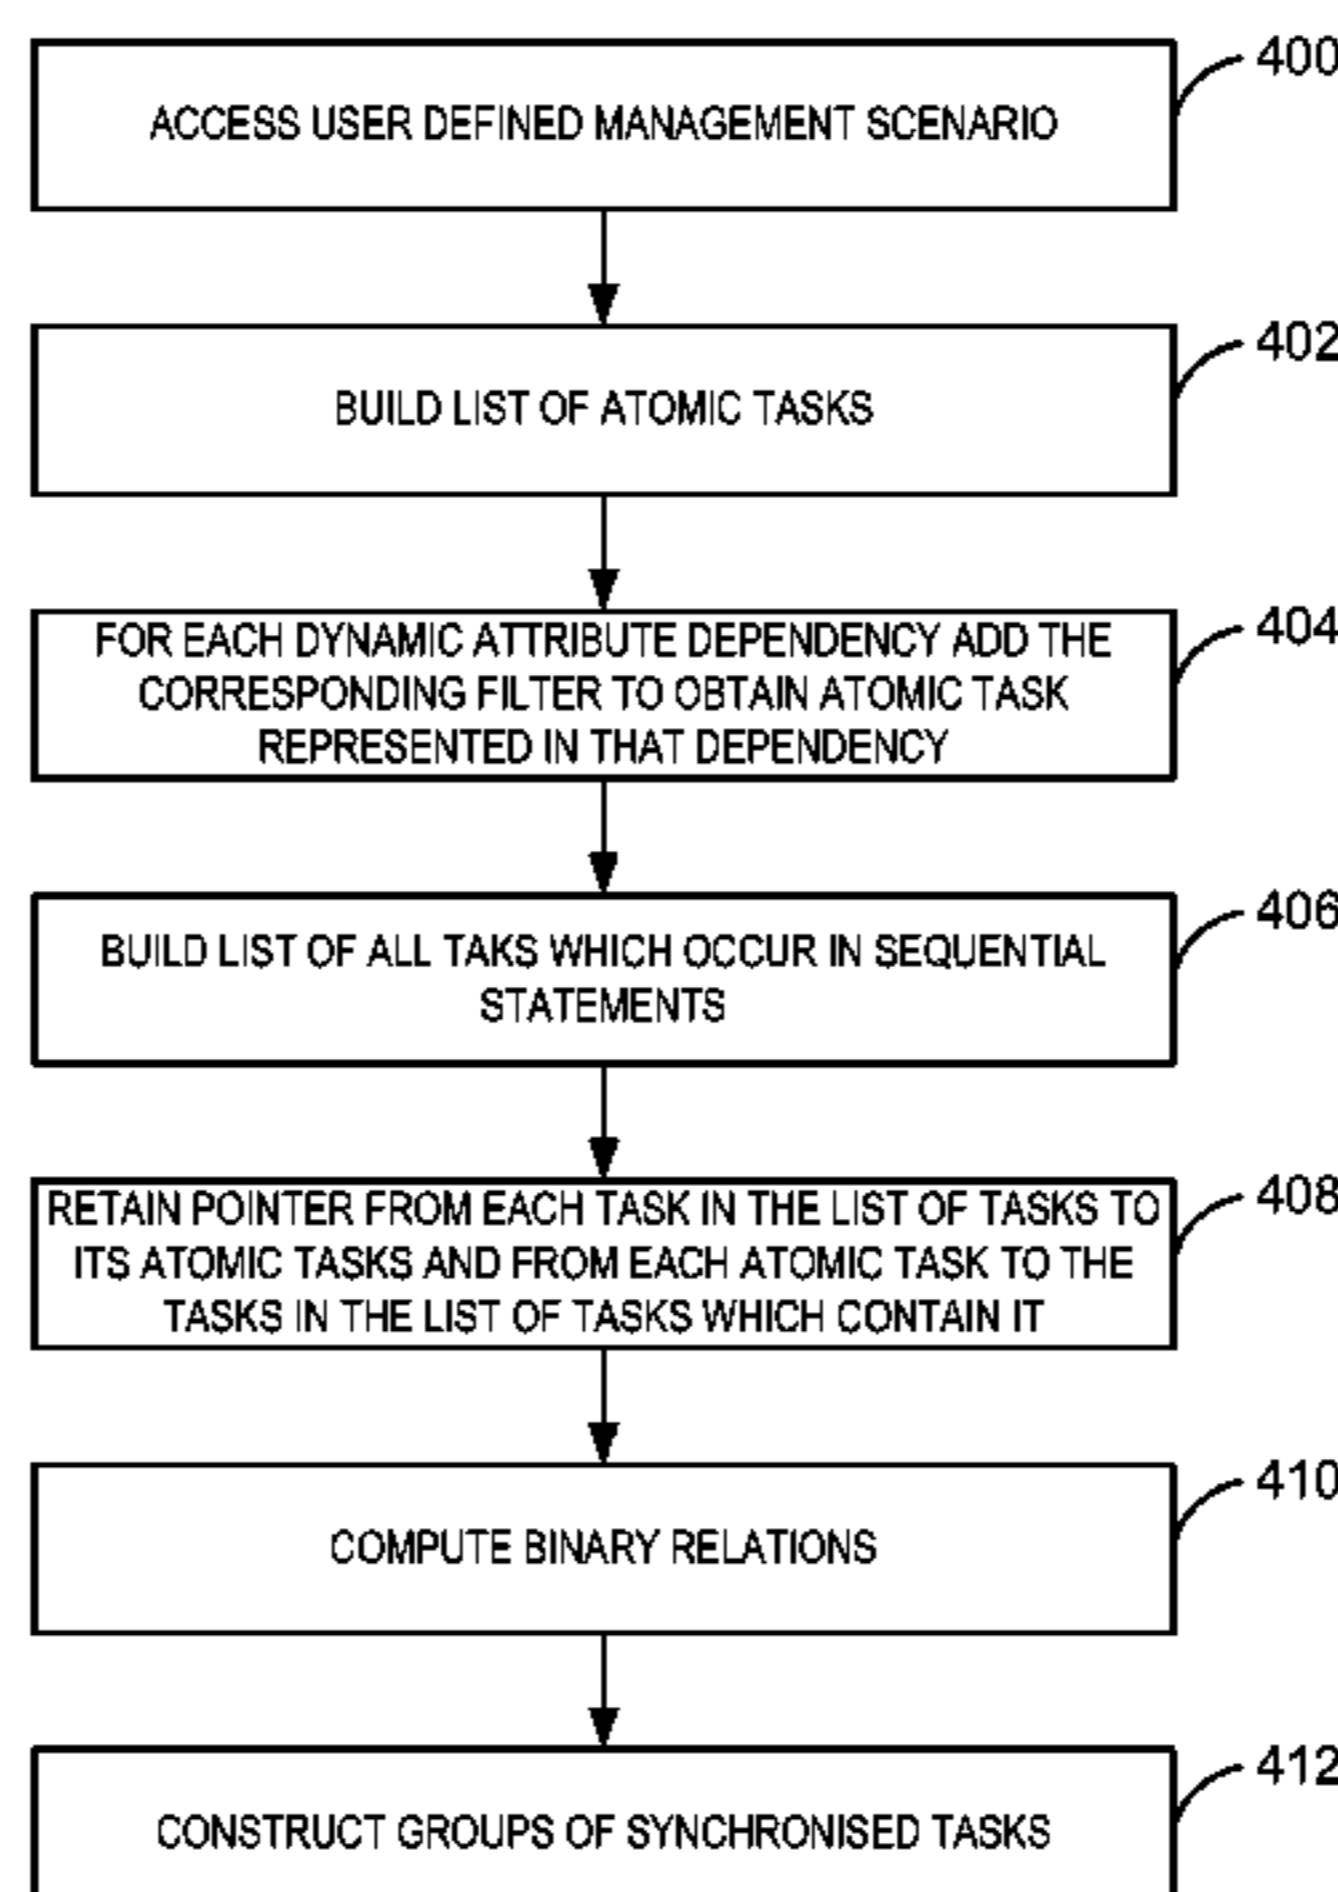 400
ACCESS USER DEFINED MANAGEMENT SCENARIO
402
BUILD LIST OF ATOMIC TASKS
404
FOR EACH DYNAMIC ATTRIBUTE DEPENDENCY ADD THE
CORRESPONDING FILTER TO OBTAIN ATOMIC TASK
REPRESENTED IN THAT DEPENDENCY
406
BUILD LIST OF ALL TAKS WHICH OCCUR IN SEQUENTIAL
STATEMENTS
408
RETAIN POINTER FROM EACH TASK IN THE LIST OF TASKS TO
ITS ATOMIC TASKS AND FROM EACH ATOMIC TASK TO THE
TASKS IN THE LIST OF TASKS WHICH CONTAIN IT
410
COMPUTE BINARY RELATIONS
412
CONSTRUCT GROUPS OF SYNCHRONISED TASKS